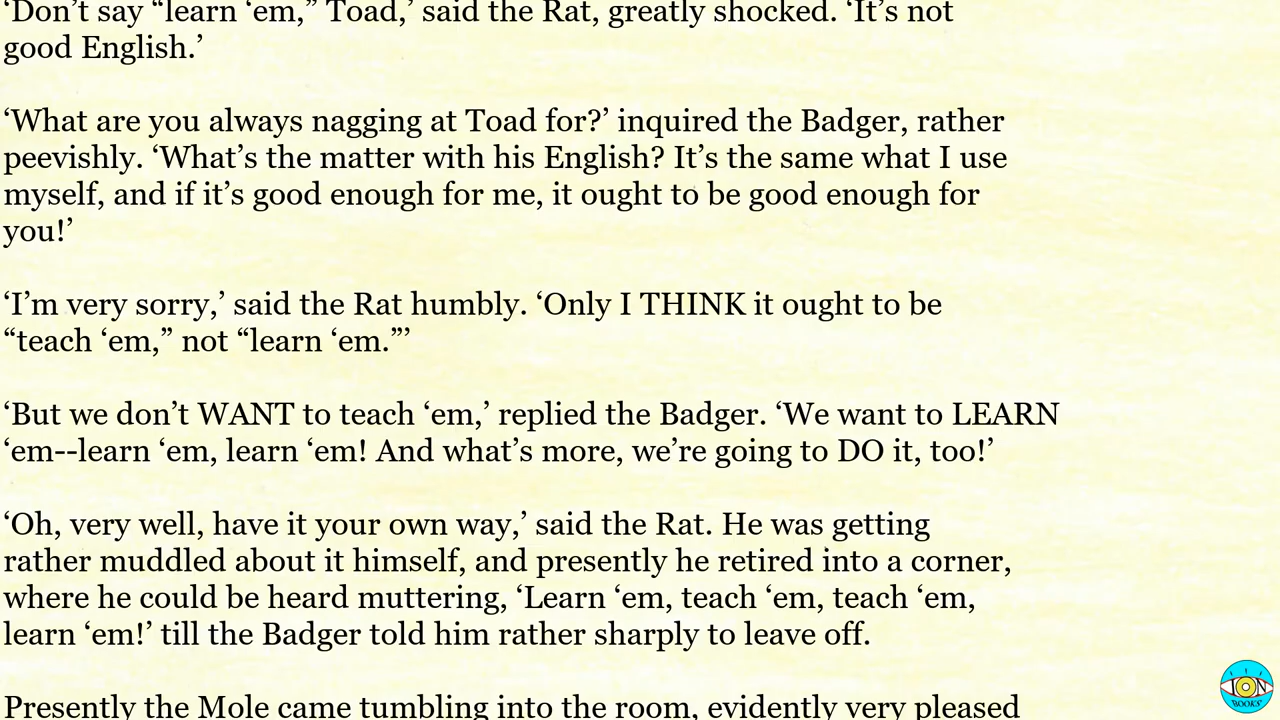 ‘Don’t say “learn ‘em,” Toad,’ said the Rat, greatly shocked. ‘It’s not
good English.’
‘What are you always nagging at Toad for?’ inquired the Badger, rather
peevishly. ‘What’s the matter with his English? It’s the same what I use
myself, and if it’s good enough for me, it ought to be good enough for
you!’
‘I’m very sorry,’ said the Rat humbly. ‘Only I THINK it ought to be
“teach ‘em,” not “learn ‘em.”’
‘But we don’t WANT to teach ‘em,’ replied the Badger. ‘We want to LEARN
‘em--learn ‘em, learn ‘em! And what’s more, we’re going to DO it, too!’
‘Oh, very well, have it your own way,’ said the Rat. He was getting
rather muddled about it himself, and presently he retired into a corner,
where he could be heard muttering, ‘Learn ‘em, teach ‘em, teach ‘em,
learn ‘em!’ till the Badger told him rather sharply to leave off.
Presently the Mole came tumbling into the room, evidently very pleased
ION
BOOKS